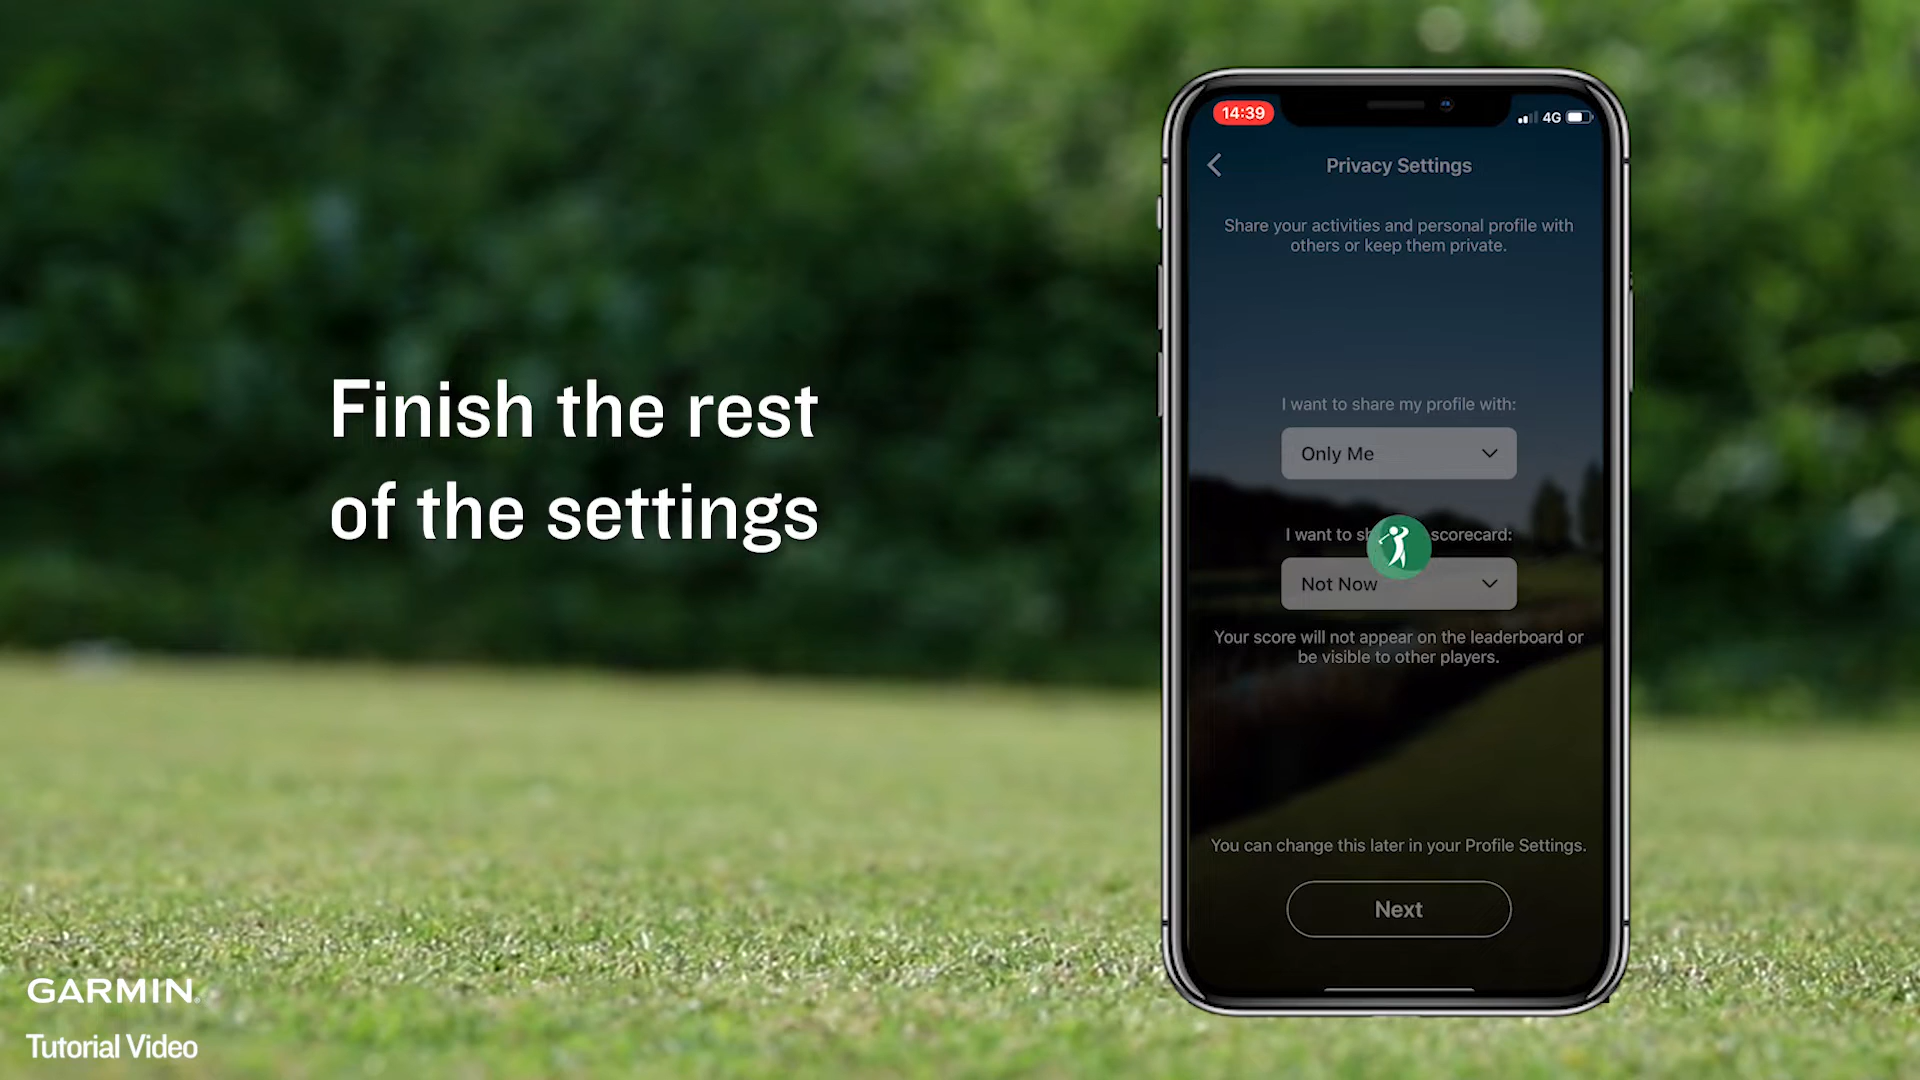 Finish the rest
of the settings
14:39
4G
Privacy Settings
Share your activities and personal profile with
others or keep them private.
I want to share my profile with:
Only Me
I want to sh scorecard:
Not Now
Your score will not appear on the leaderboard or
be visible to other players.
You can change this later in your Profile Settings.
Next
GARMIN
Tutorial Video